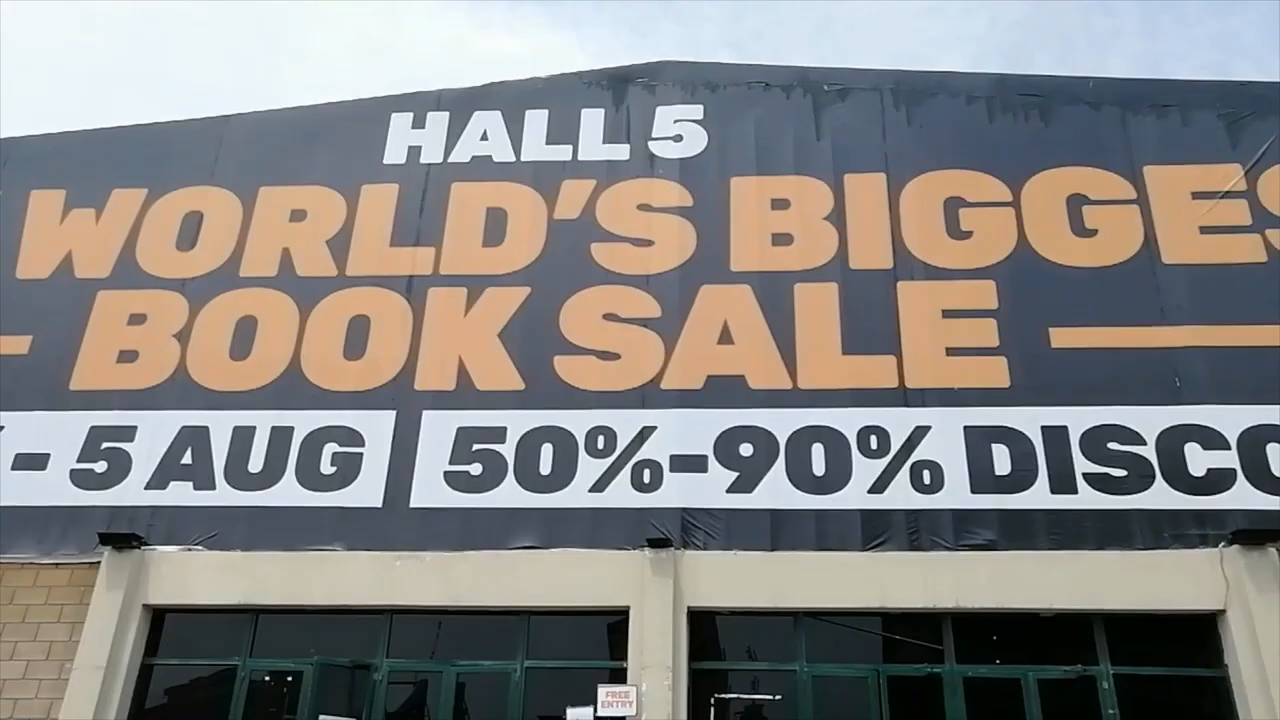 HALL 5
WORLD'S BIGGES
BOOK SALE
- 5 AUG
50%-90% DISCO
FREE
ENTRY